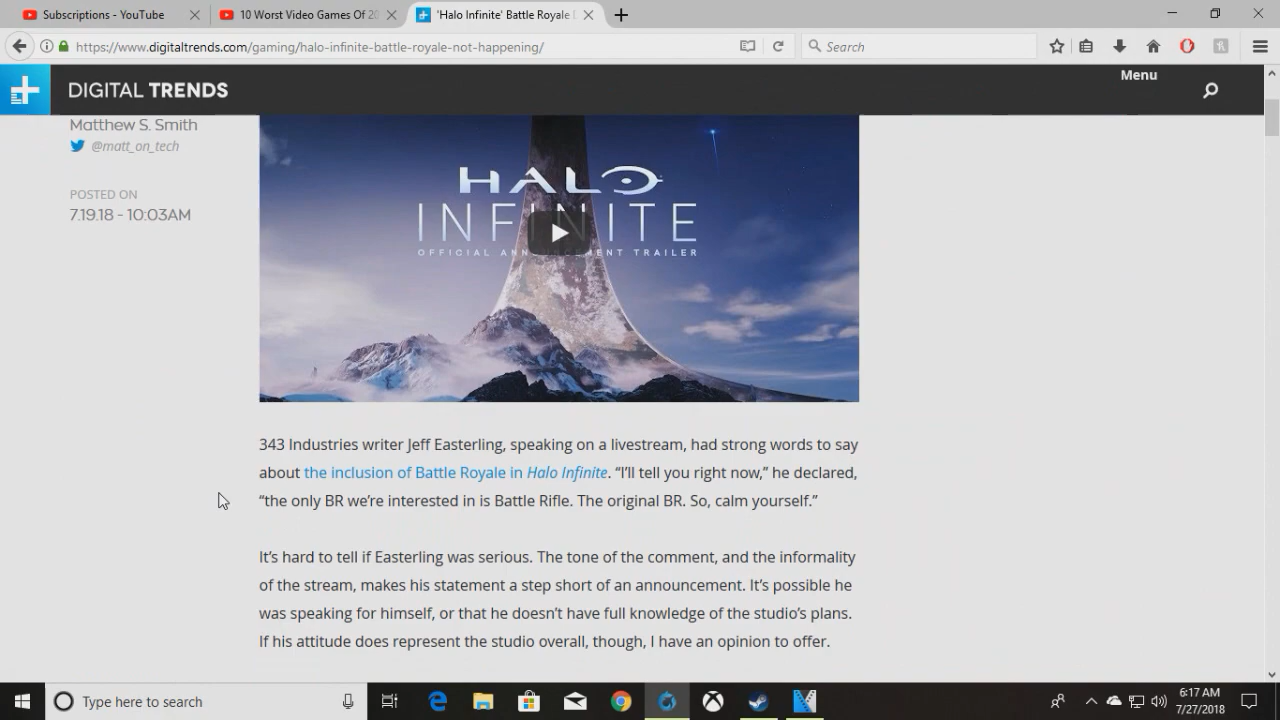 Subscriptions - YouTube
10 Worst Video Games Of 20
'Halo Infinite' Battle Royale
https://www.digitaltrends.com/gaming/halo-infinite-battle-royale-not-happening/
Search
DIGITAL TRENDS
Menu
Matthew S. Smith
@matt_on_tech
POSTED ON
7.19.18 - 10:03AM
HALO
INFINITE
OFFICIAL ANNOUNCEMENT TRAILER
343 Industries writer Jeff Easterling, speaking on a livestream, had strong words to say
about the inclusion of Battle Royale in Halo Infinite. “I’ll tell you right now,” he declared,
“the only BR we’re interested in is Battle Rifle. The original BR. So, calm yourself.”
It’s hard to tell if Easterling was serious. The tone of the comment, and the informality
of the stream, makes his statement a step short of an announcement. It’s possible he
was speaking for himself, or that he doesn’t have full knowledge of the studio’s plans.
If his attitude does represent the studio overall, though, I have an opinion to offer.
Type here to search
6:17 AM
7/27/2018